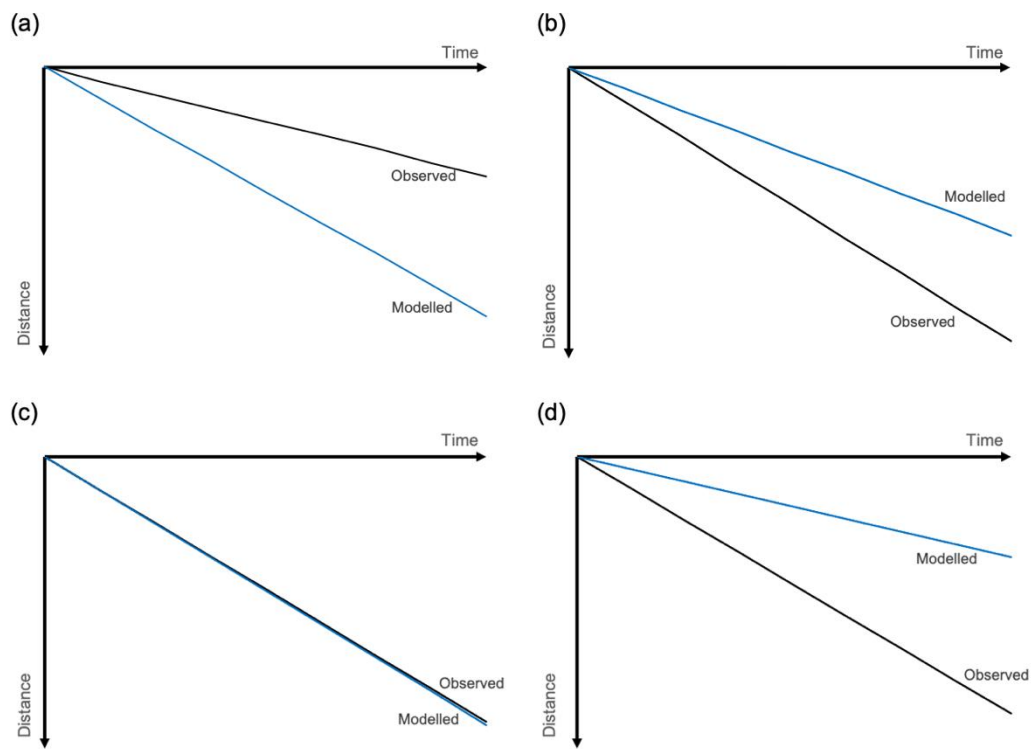 (a)
Time
Observed
Modelled
Distance
(b)
Time
Modelled
Observed
Distance
(c)
Time
Observed
Modelled
Distance
(d)
Time
Modelled
Observed
Distance